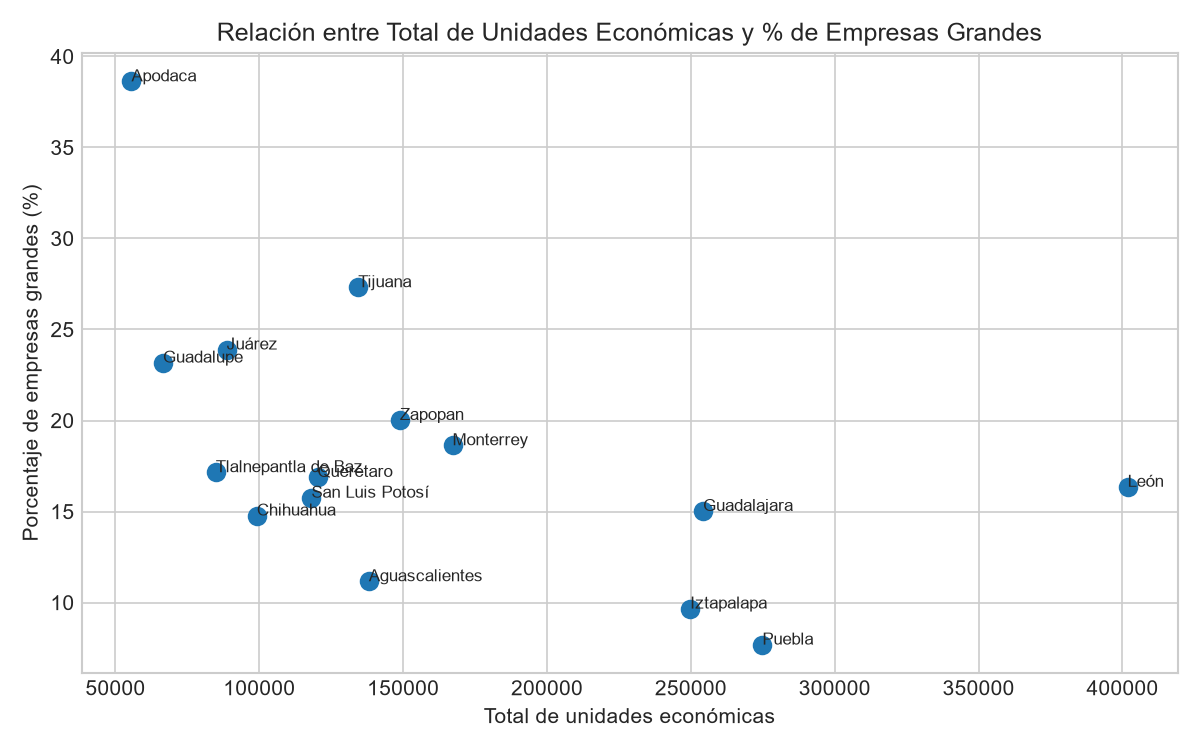 Relación entre Total de Unidades Económicas y % de Empresas Grandes
Porcentaje de empresas grandes (%)
40
35
30
25
20
15
10
Apodaca
Tijuana
Juárez
Guadalupe
Zapopan
Monterrey
Tlalnepantla de Baz
Querétaro
León
San Luis Potosí
Guadalajara
Chihuahua
Aguascalientes
Iztapalapa
Puebla
50000 100000 150000 200000 250000 300000 350000 400000
Total de unidades económicas